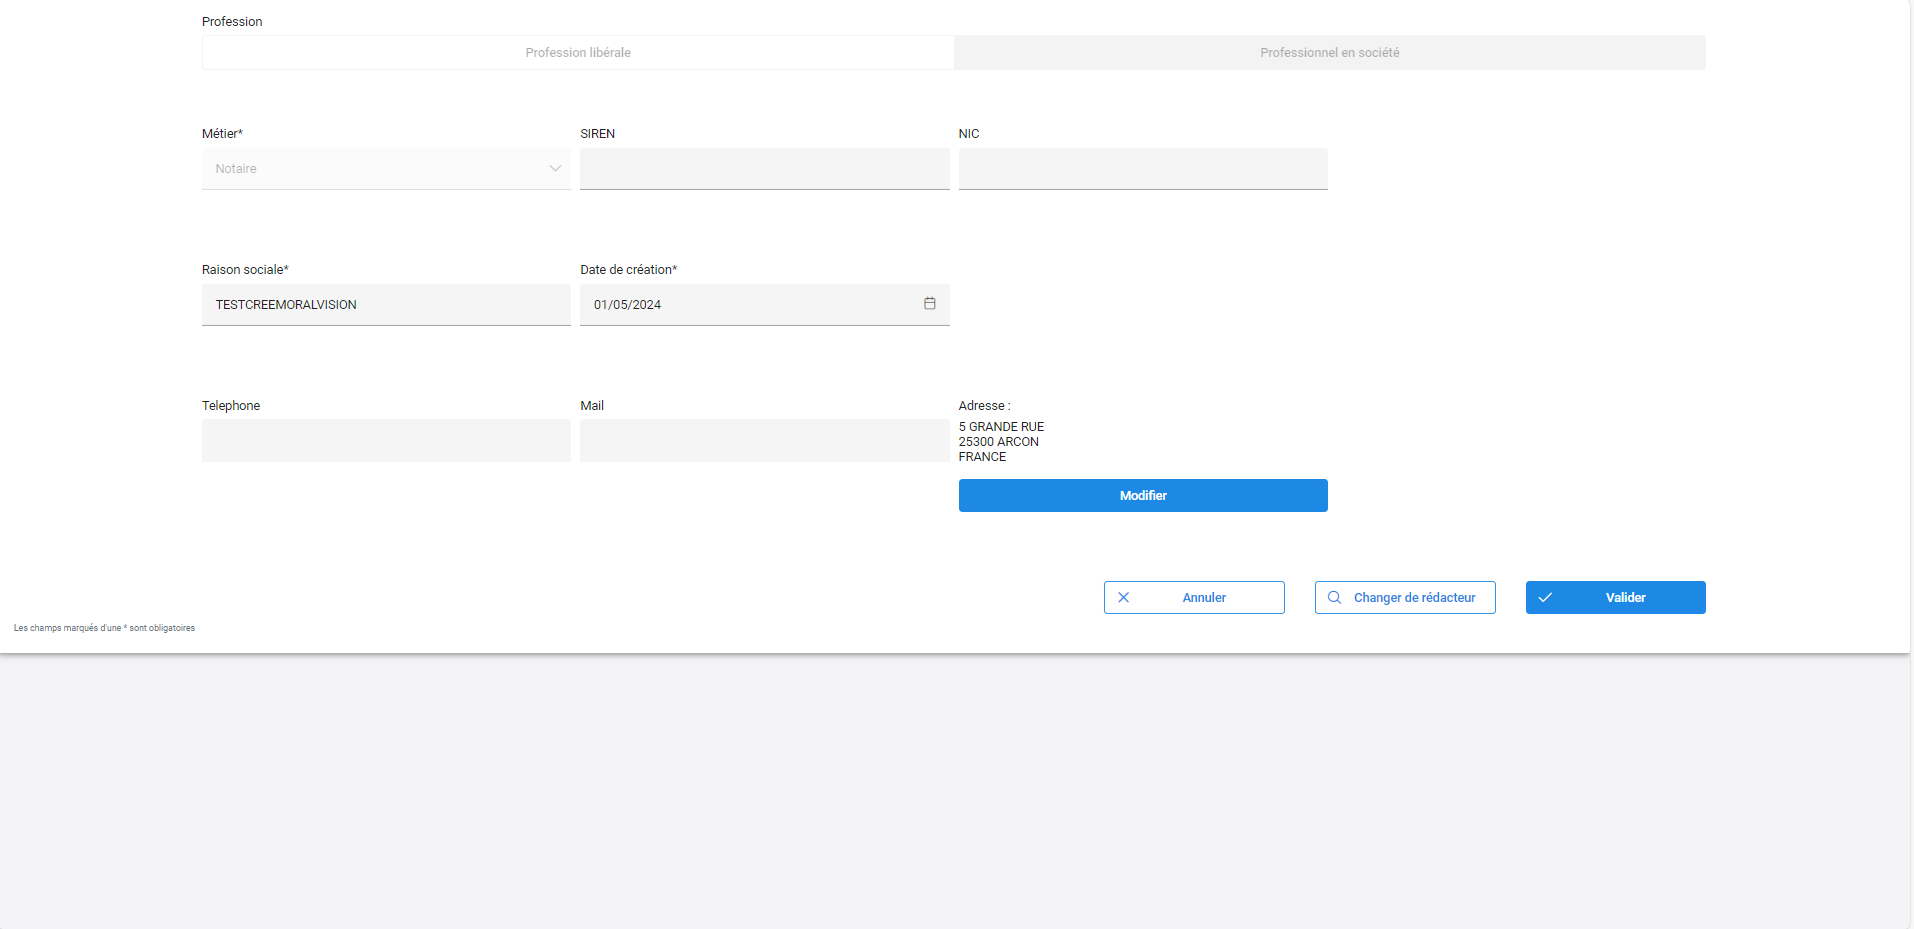 Profession
Profession libérale
Professionnel en société
Métier*
SIREN
NIC
Notaire
Raison sociale*
Date de création*
TESTCREEMORALVISION
01/05/2024
Telephone
Mail
Adresse :
5 GRANDE RUE
25300 ARCON
FRANCE
Modifier
Annuler
Changer de rédacteur
Valider
Les champs marqués d'une * sont obligatoires